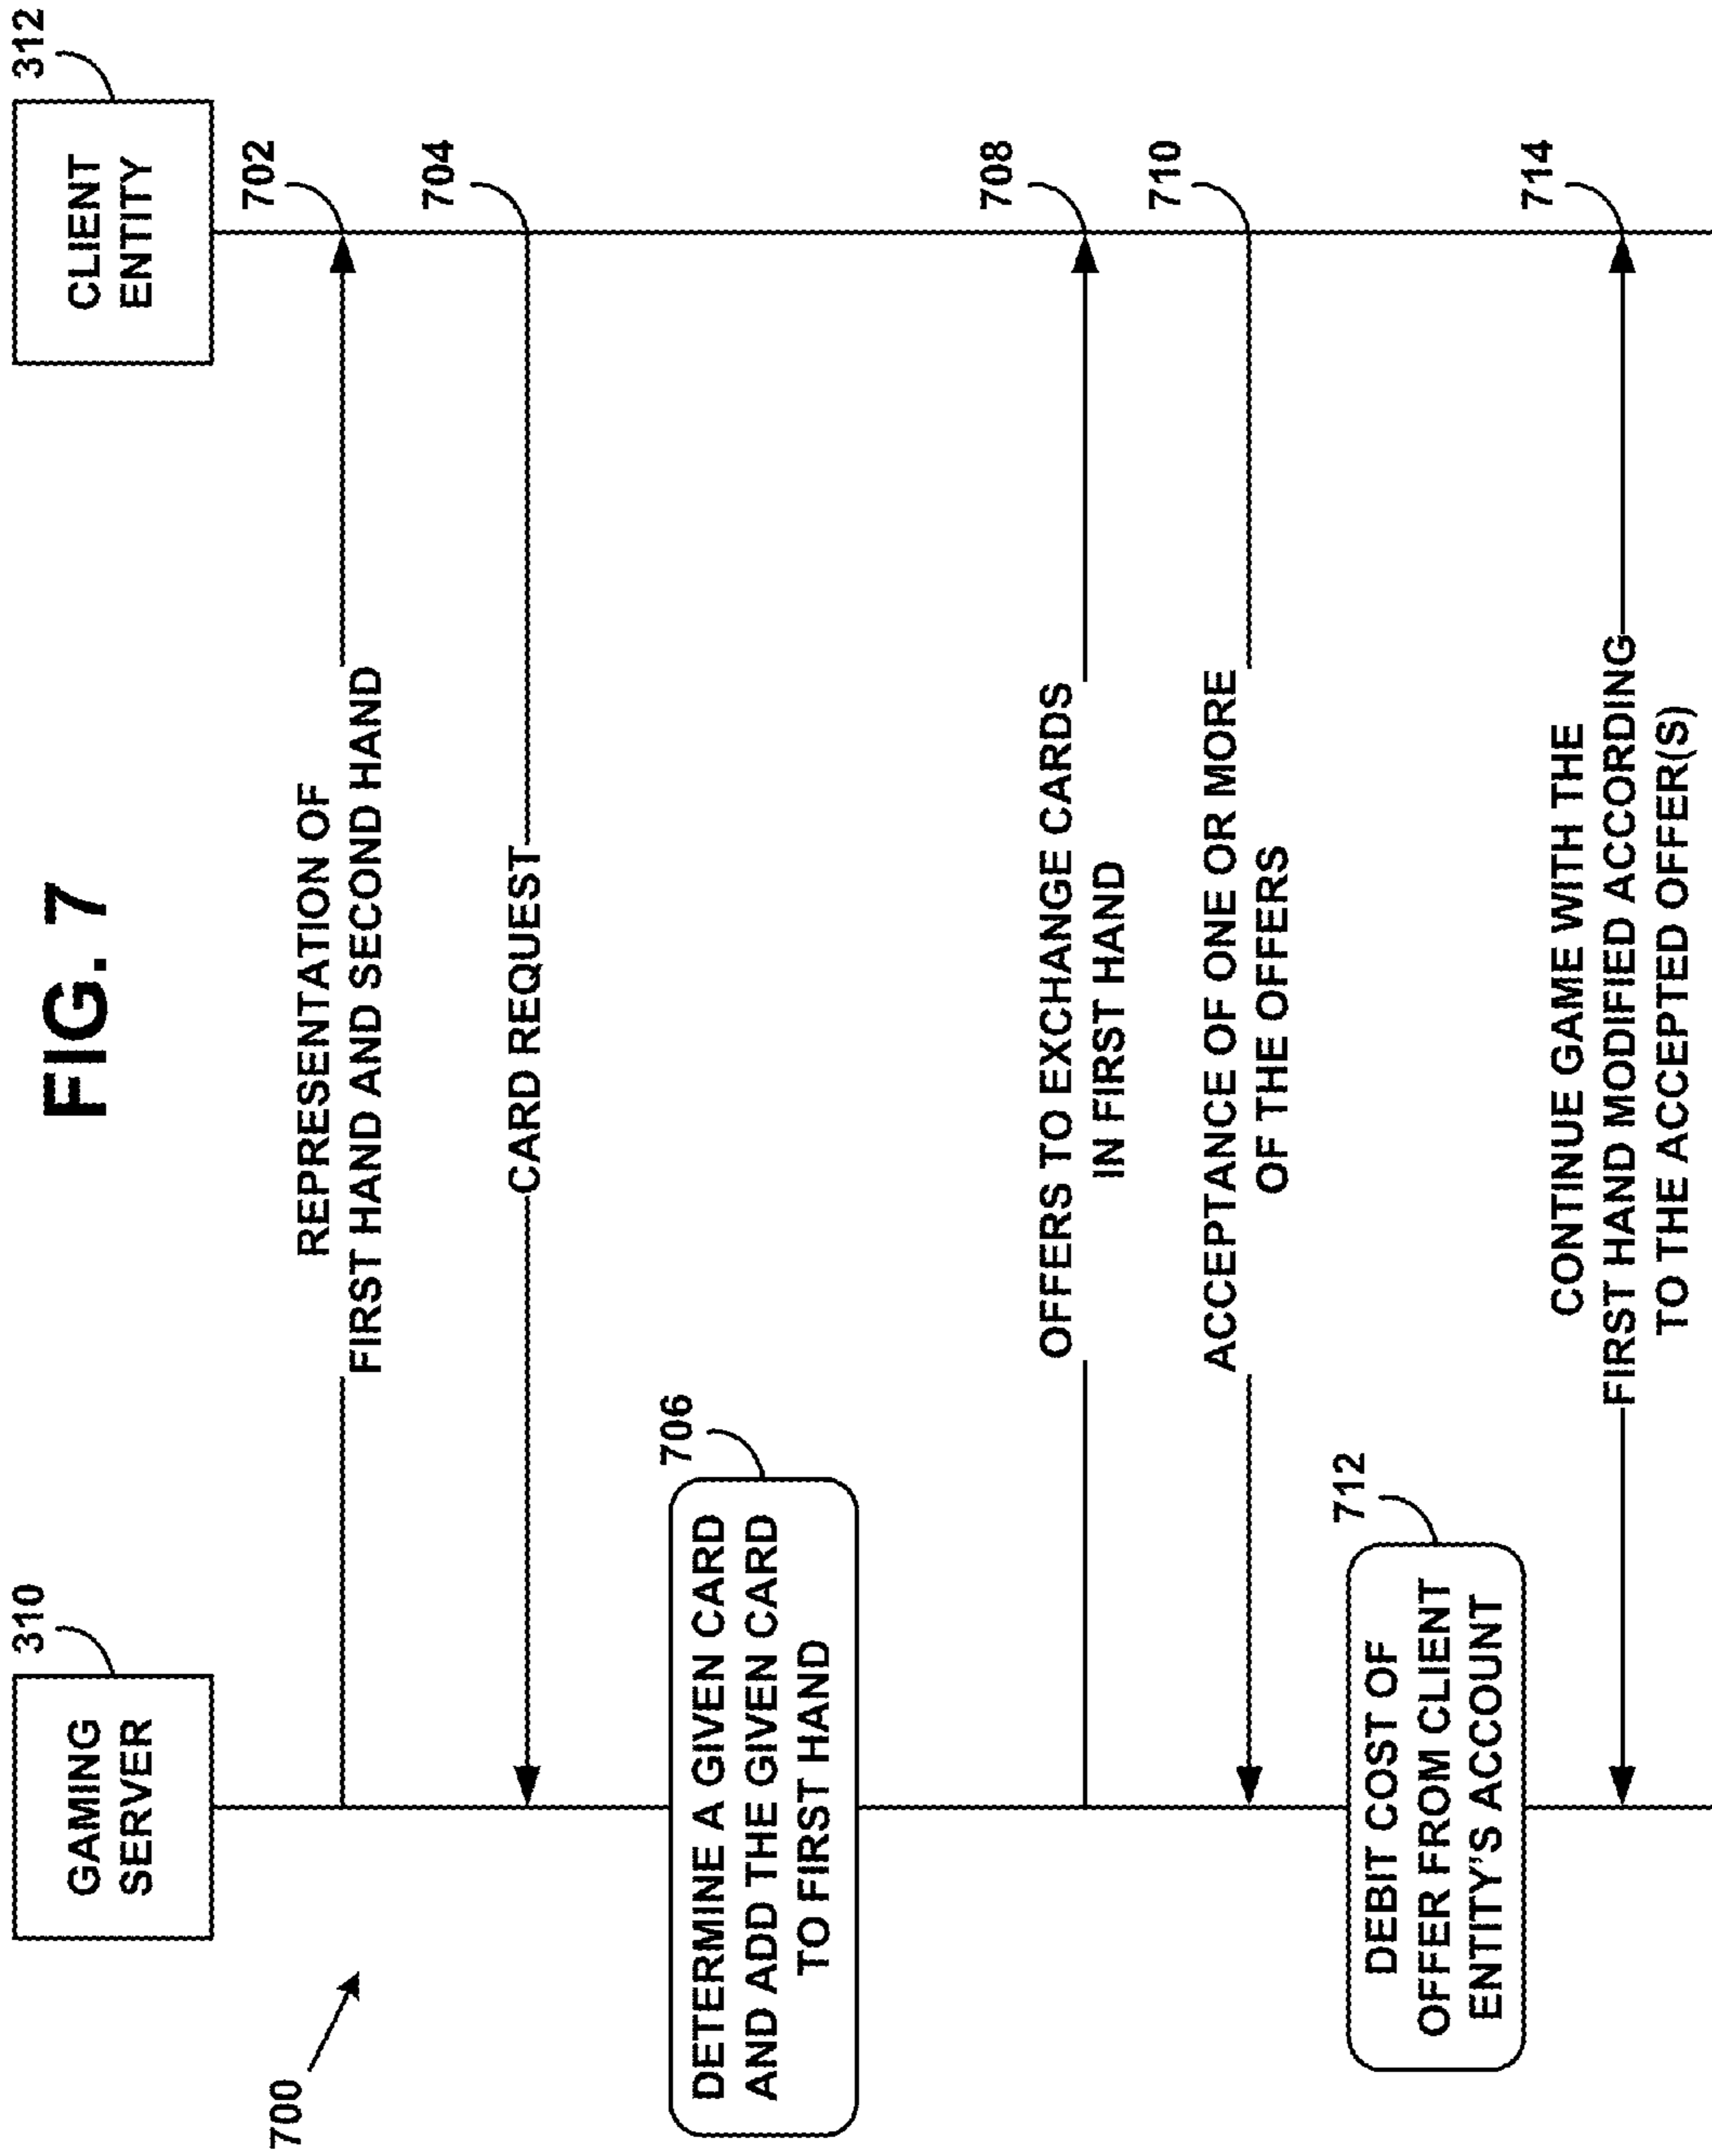 FIG. 7
700
310
GAMING
SERVER
312
CLIENT
ENTITY
REPRESENTATION OF
FIRST HAND AND SECOND HAND
702
CARD REQUEST
704
706
DETERMINE A GIVEN CARD
AND ADD THE GIVEN CARD
TO FIRST HAND
OFFERS TO EXCHANGE CARDS
IN FIRST HAND
708
ACCEPTANCE OF ONE OR MORE
OF THE OFFERS
710
712
DEBIT COST OF
OFFER FROM CLIENT
ENTITY'S ACCOUNT
CONTINUE GAME WITH THE
FIRST HAND MODIFIED ACCORDING
TO THE ACCEPTED OFFER(S)
714